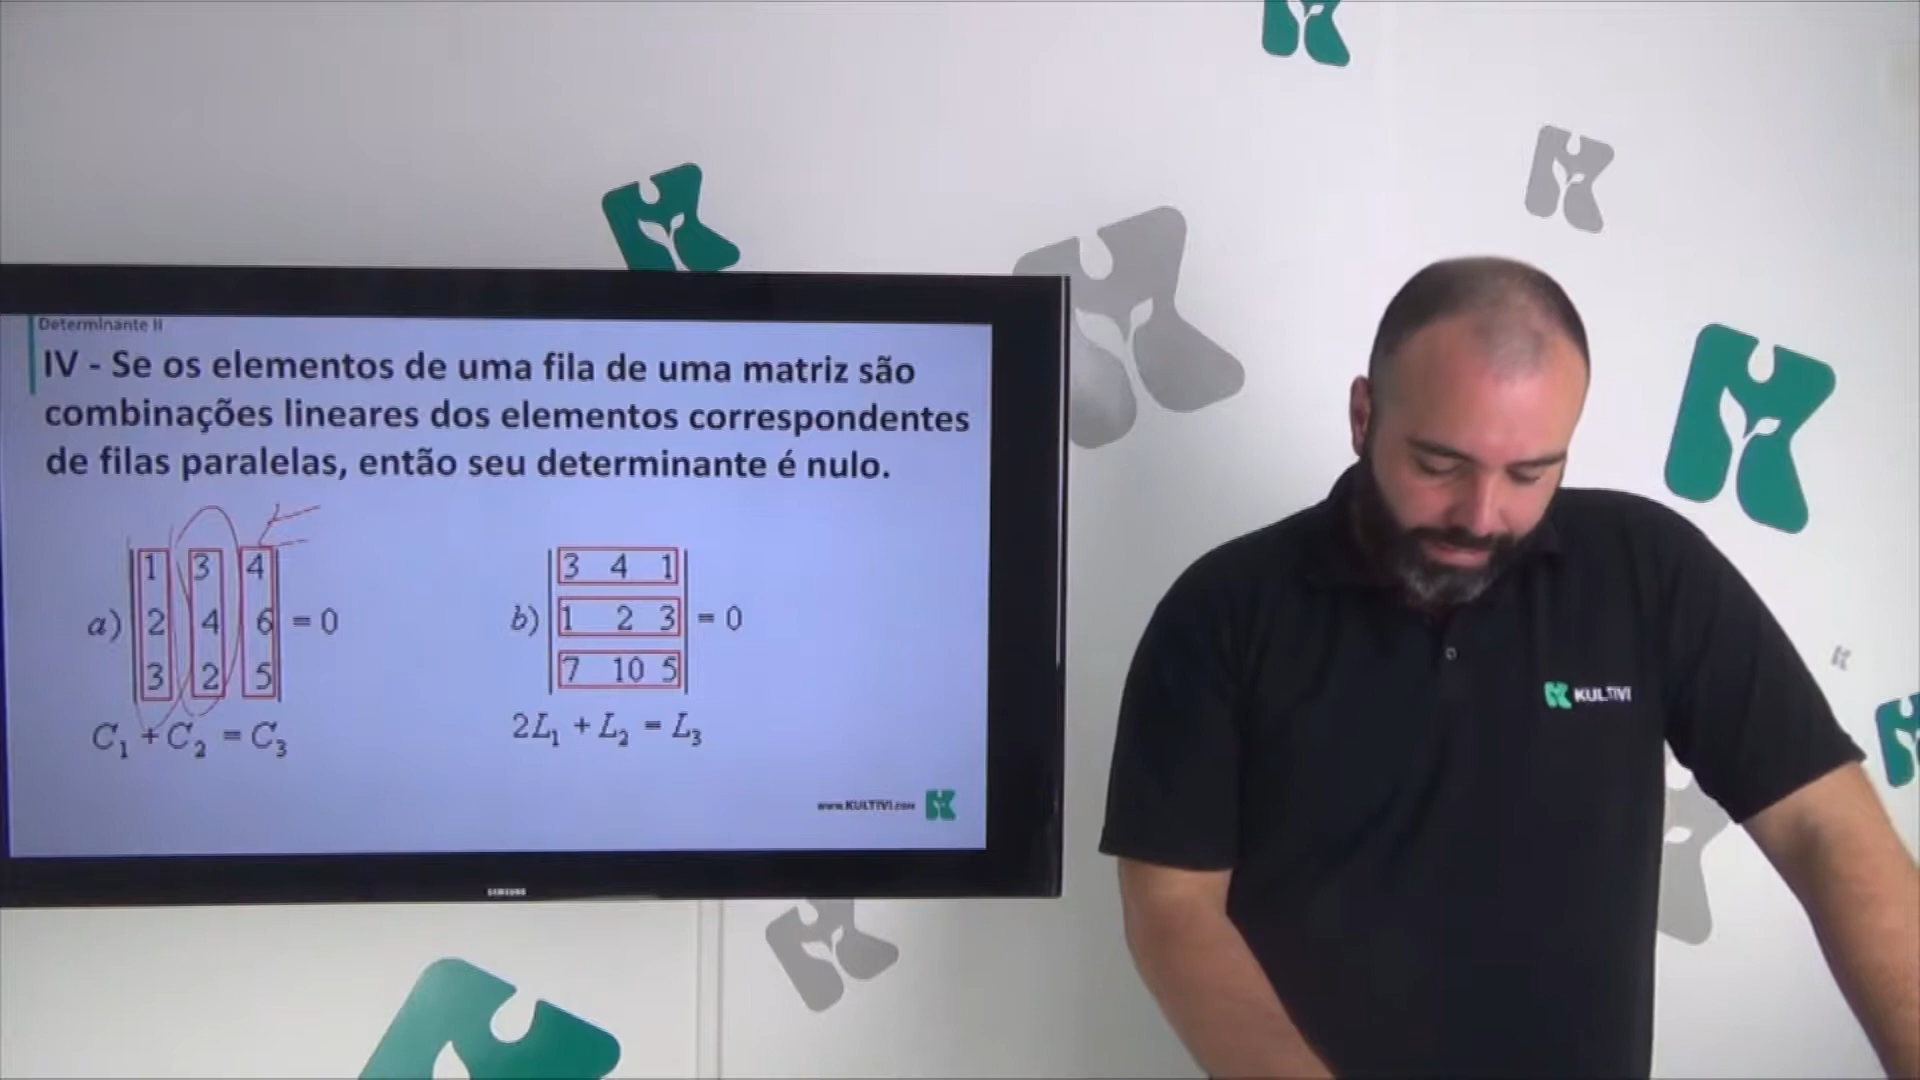 Determinante II
IV - Se os elementos de uma fila de uma matriz são
combinações lineares dos elementos correspondentes
de filas paralelas, então seu determinante é nulo.
1 3 4
a) 2 4 6 = 0
3 2 5
C₁ + C₂ = C₃
3 4 1
b) 1 2 3 = 0
7 10 5
2L₁ + L₂ = L₃
www.KULTIVI.com
SAMSUNG
KULTIVI